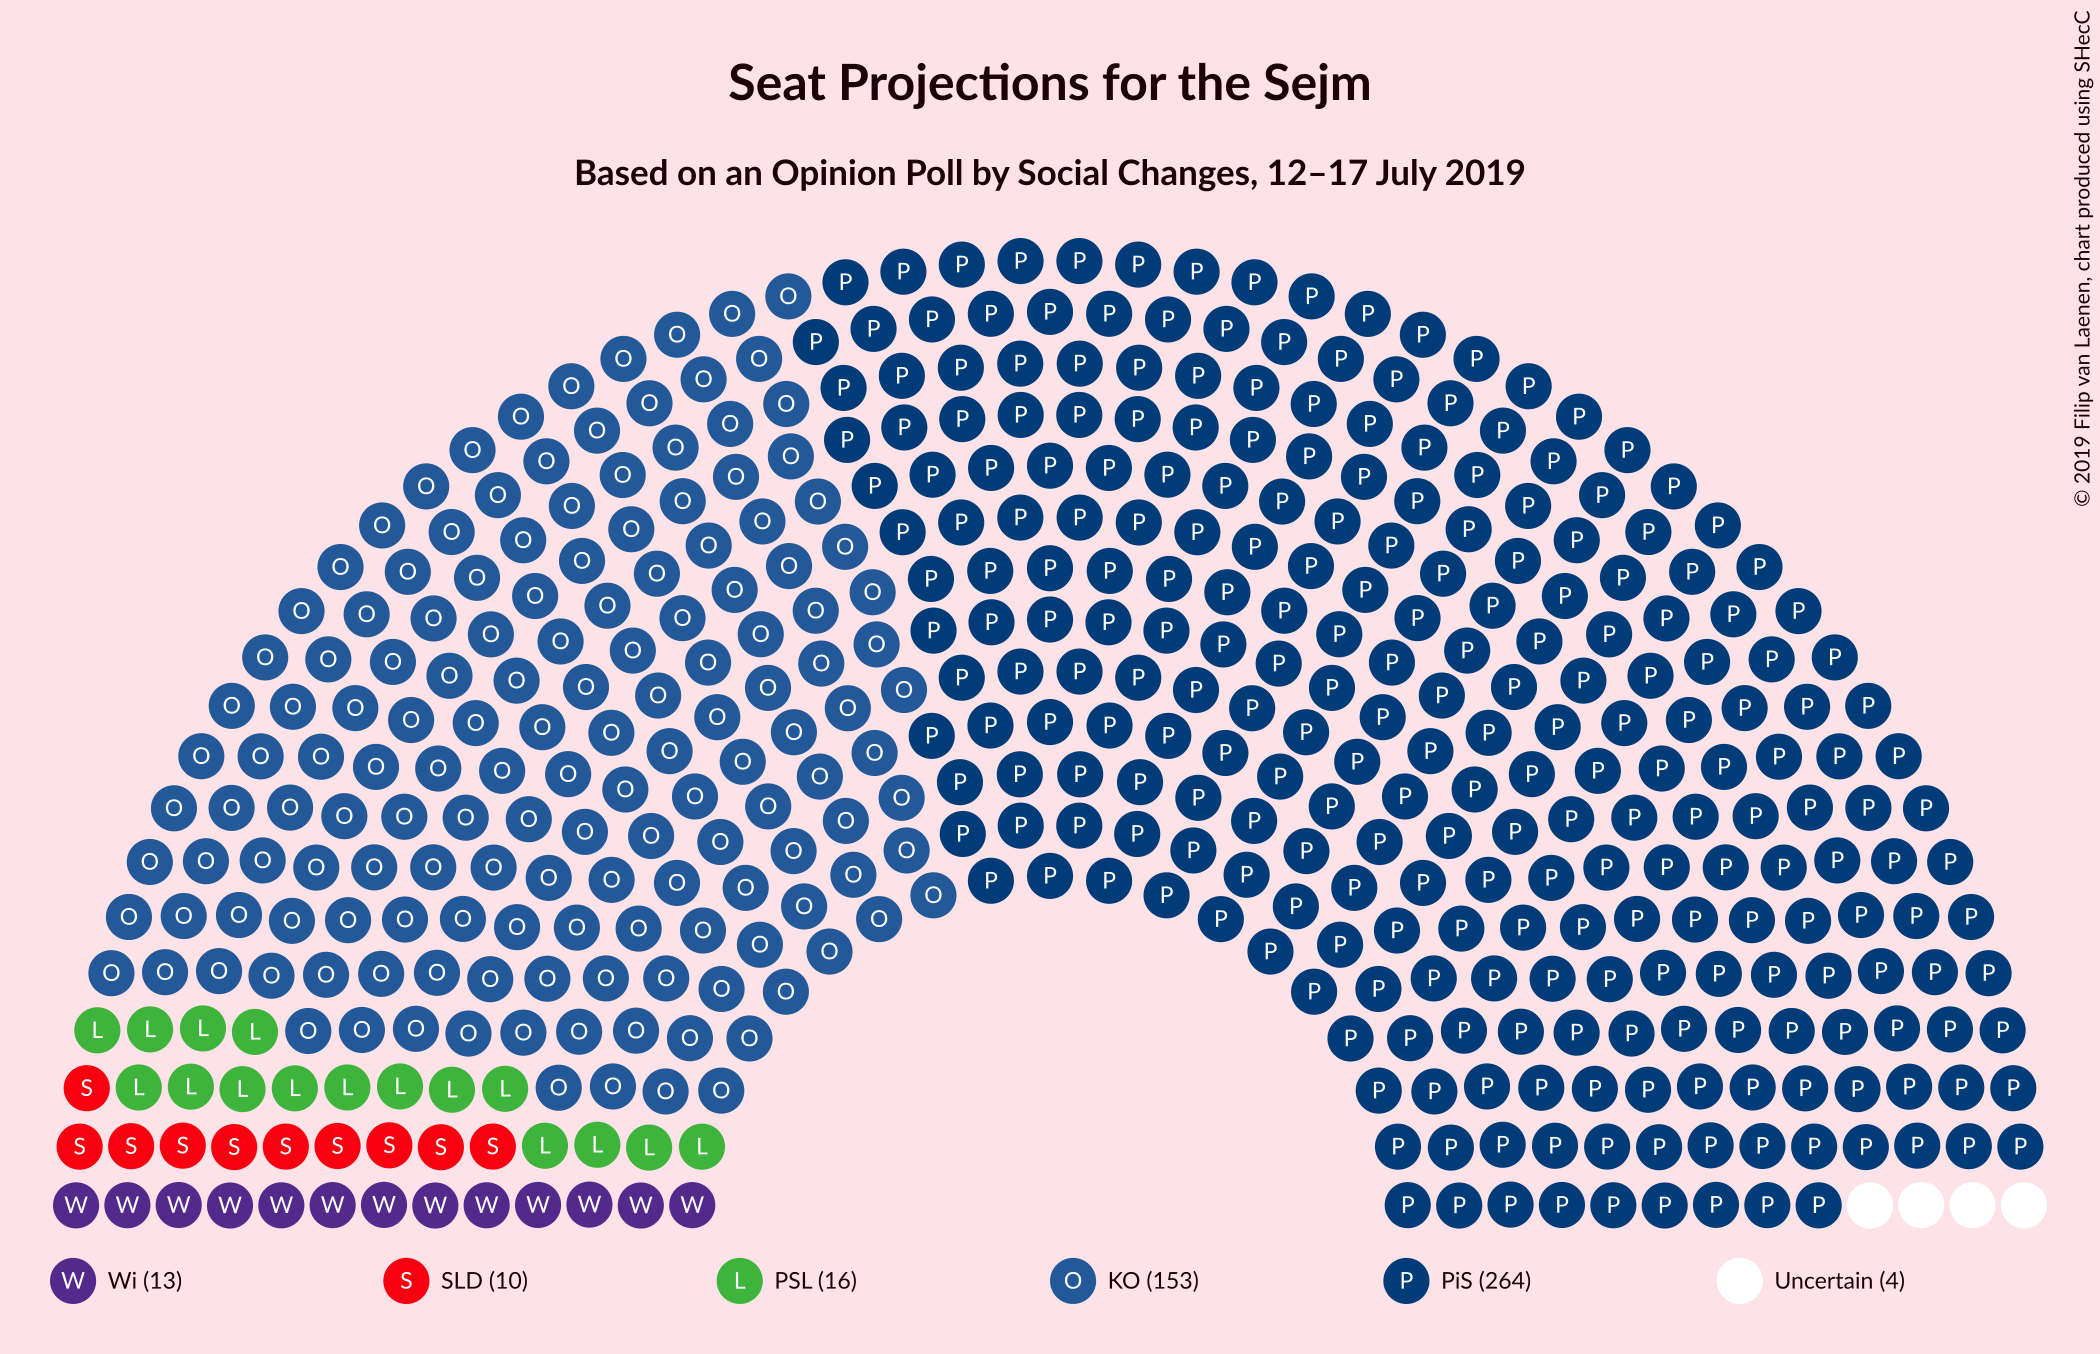 Seat Projections for the Sejm
Based on an Opinion Poll by Social Changes, 12–17 July 2019
© 2019 Filip van Laenen, chart produced using SHecC
W Wi (13) S SLD (10) L PSL (16) O KO (153) P PiS (264) Uncertain (4)